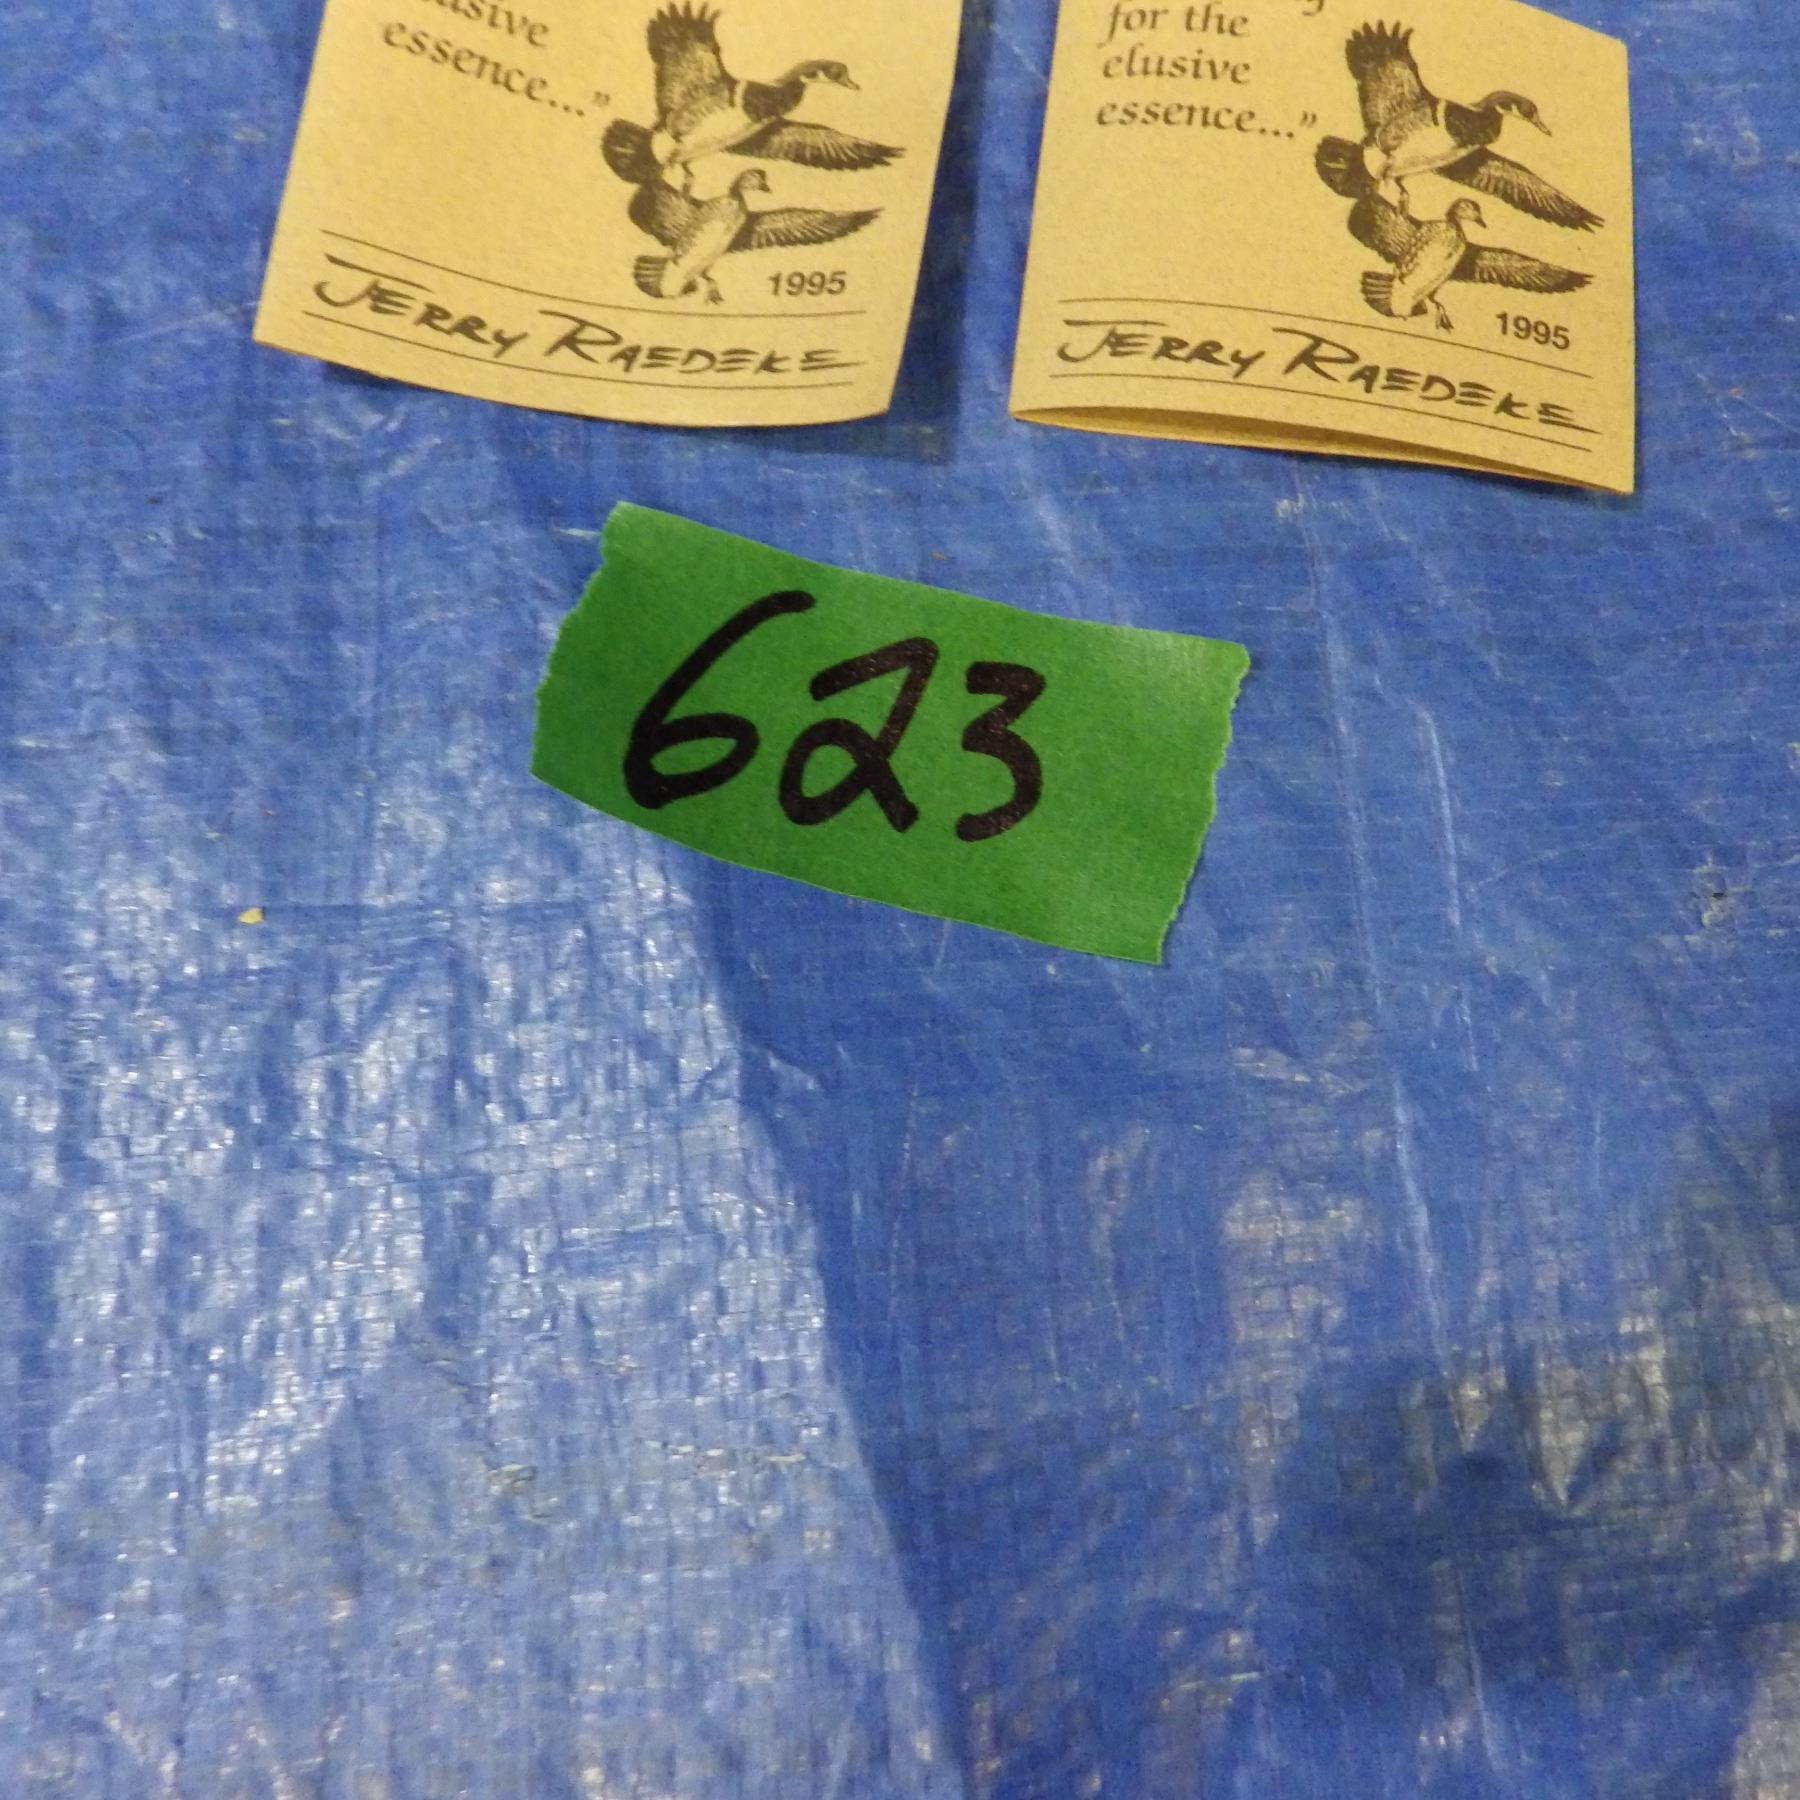 essence..."
1995
JERRY RAEDEKE
for the
elusive
essence..."
1995
JERRY RAEDEKE
623